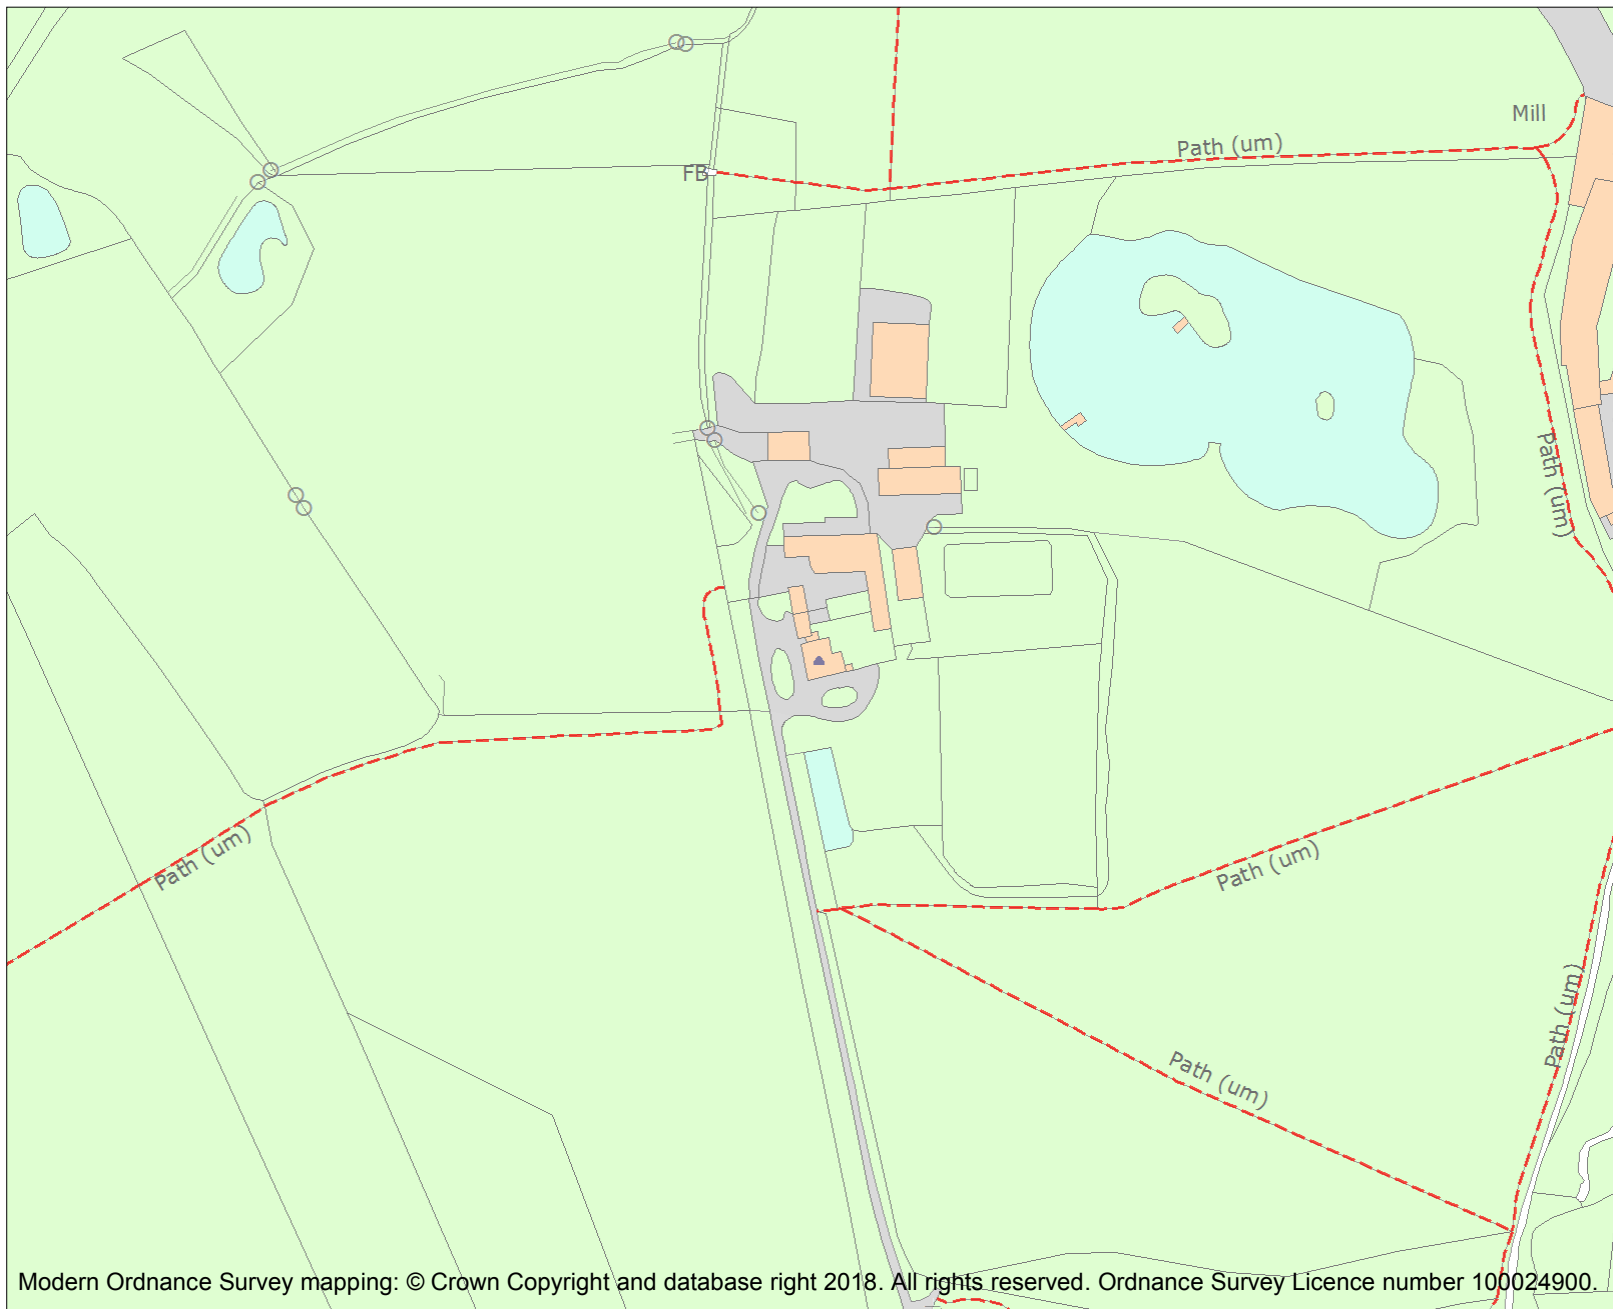 Mill
Path (um)
FB
Path (um)
Path (um)
Path (um)
Path (um)
Path (um)
Modern Ordnance Survey mapping: © Crown Copyright and database right 2018. All rights reserved. Ordnance Survey Licence number 100024900.